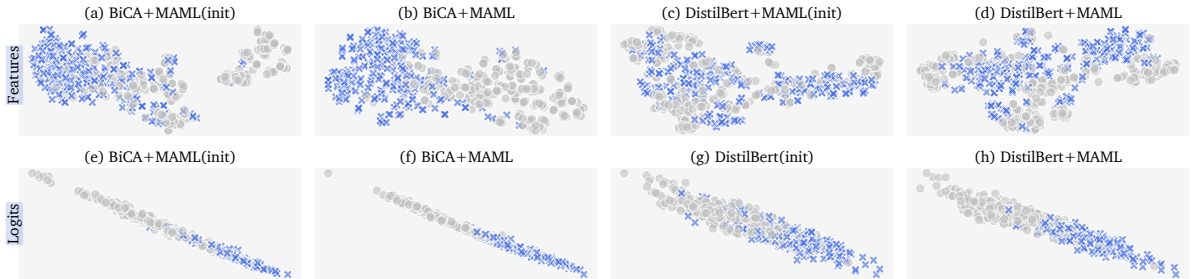 (a) BiCA+MAML(init)
(b) BiCA+MAML
(c) DistilBert+MAML(init)
(d) DistilBert+MAML
Features
(e) BiCA+MAML(init)
(f) BiCA+MAML
(g) DistilBert(init)
(h) DistilBert+MAML
Logits